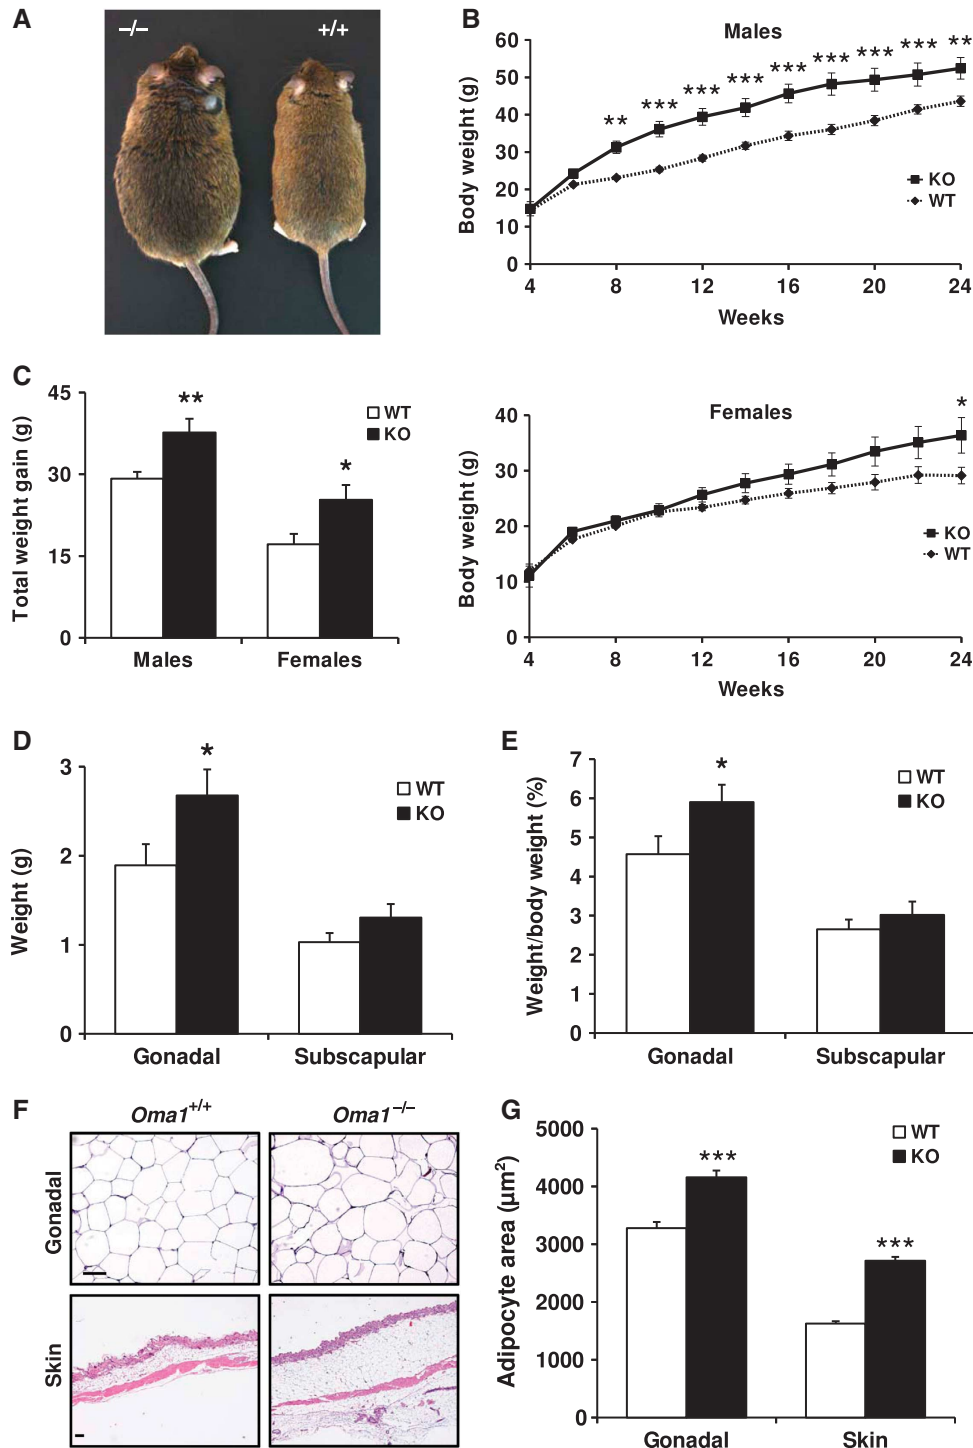 A
–/–
+/+
B
Males
Body weight (g)
60
50
40
30
20
10
0
** *** *** *** *** *** *** *** **
KO
WT
4 8 12 16 20 24
Weeks
C
Total weight gain (g)
45
30
15
0
**
*
WT
KO
Males Females
Females
Body weight (g)
40
30
20
10
0
*
KO
WT
4 8 12 16 20 24
Weeks
D
Weight (g)
3
2
1
0
*
WT
KO
Gonadal Subscapular
E
Weight/body weight (%)
7
6
5
4
3
2
1
0
*
WT
KO
Gonadal Subscapular
F
Oma1+/+ Oma1–/–
Gonadal
Skin
G
Adipocyte area (µm²)
5000
4000
3000
2000
1000
0
***
***
WT
KO
Gonadal Skin